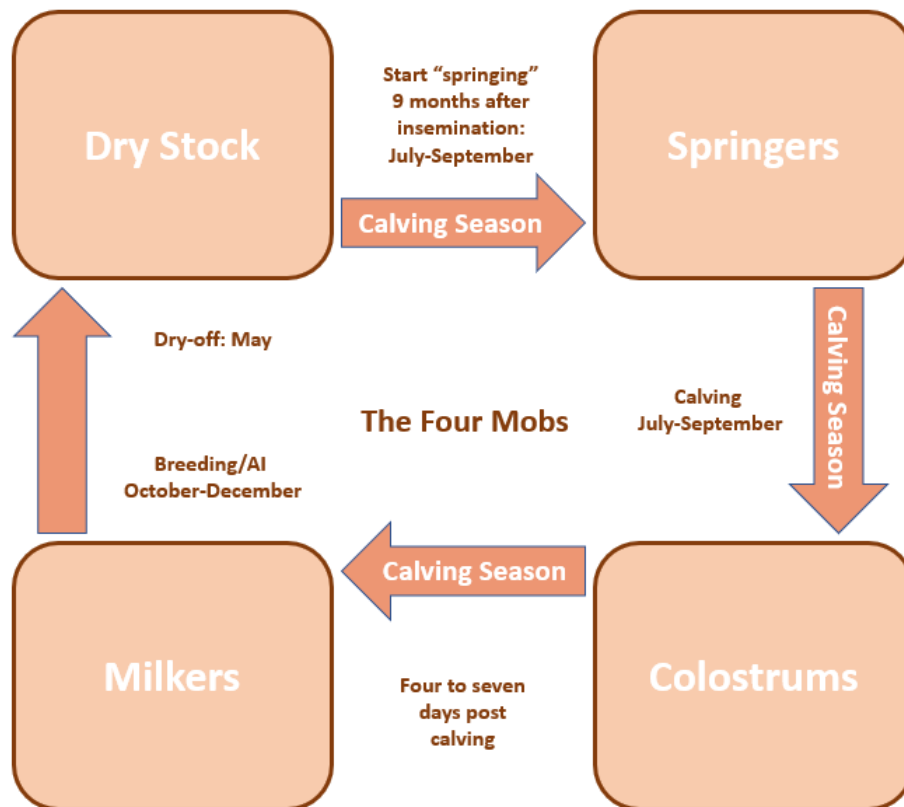 Dry Stock
Start “springing”
9 months after
insemination:
July-September
Calving Season
Springers
Dry-off: May
Breeding/AI
October-December
The Four Mobs
Calving
July-September
Calving Season
Milkers
Calving Season
Four to seven
days post
calving
Colostrums